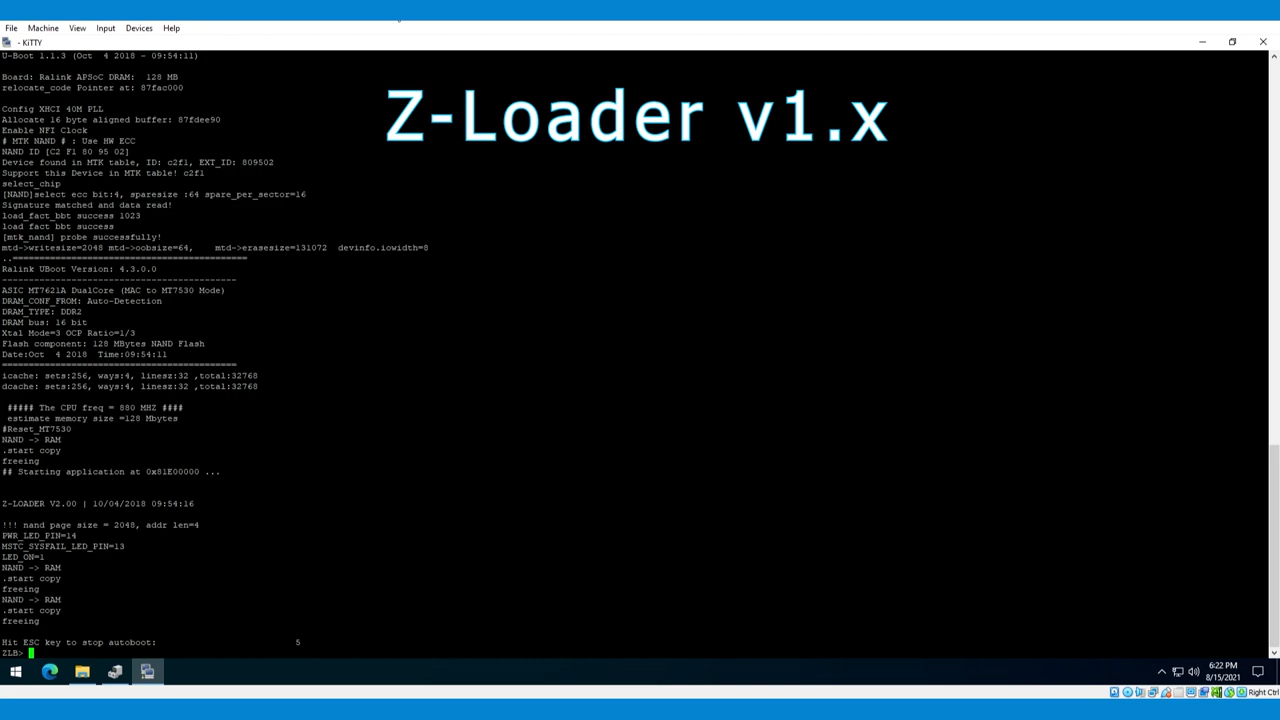 File Machine View Input Devices Help
- KiTTY
U-Boot 1.1.3 (Oct  4 2018 - 09:54:11)
Board: Ralink APSoC DRAM:  128 MB
relocate_code Pointer at: 87fac000
Z-Loader v1.x
Config XHCI 40M PLL
Allocate 16 byte aligned buffer: 87fdee90
Enable NFI Clock
# MTK NAND # : Use HW ECC
NAND ID [C2 F1 80 95 02]
Device found in MTK table, ID: c2f1, EXT_ID: 809502
Support this Device in MTK table! c2f1
select_chip
[NAND]select ecc bit:4, sparesize :64 spare_per_sector=16
Signature matched and data read!
load_fact_bbt success 1023
load fact bbt success
[mtk_nand] probe successfully!
mtd->writesize=2048 mtd->oobsize=64,    mtd->erasesize=131072  devinfo.iowidth=8
..============================================
Ralink UBoot Version: 4.3.0.0
--------------------------------------------
ASIC MT7621A DualCore (MAC to MT7530 Mode)
DRAM_CONF_FROM: Auto-Detection
DRAM_TYPE: DDR2
DRAM bus: 16 bit
Xtal Mode=3 OCP Ratio=1/3
Flash component: 128 MBytes NAND Flash
Date:Oct  4 2018  Time:09:54:11
============================================
icache: sets:256, ways:4, linesz:32 ,total:32768
dcache: sets:256, ways:4, linesz:32 ,total:32768
##### The CPU freq = 880 MHZ ####
estimate memory size =128 Mbytes
#Reset_MT7530
NAND -> RAM
.start copy
freeing
## Starting application at 0x81E00000 ...
Z-LOADER V2.00 | 10/04/2018 09:54:16
!!! nand page size = 2048, addr len=4
PWR_LED_PIN=14
MSTC_SYSFAIL_LED_PIN=13
LED_ON=1
NAND -> RAM
.start copy
freeing
NAND -> RAM
.start copy
freeing
Hit ESC key to stop autoboot:                          5
ZLB>
6:22 PM
8/15/2021
Right Ctrl